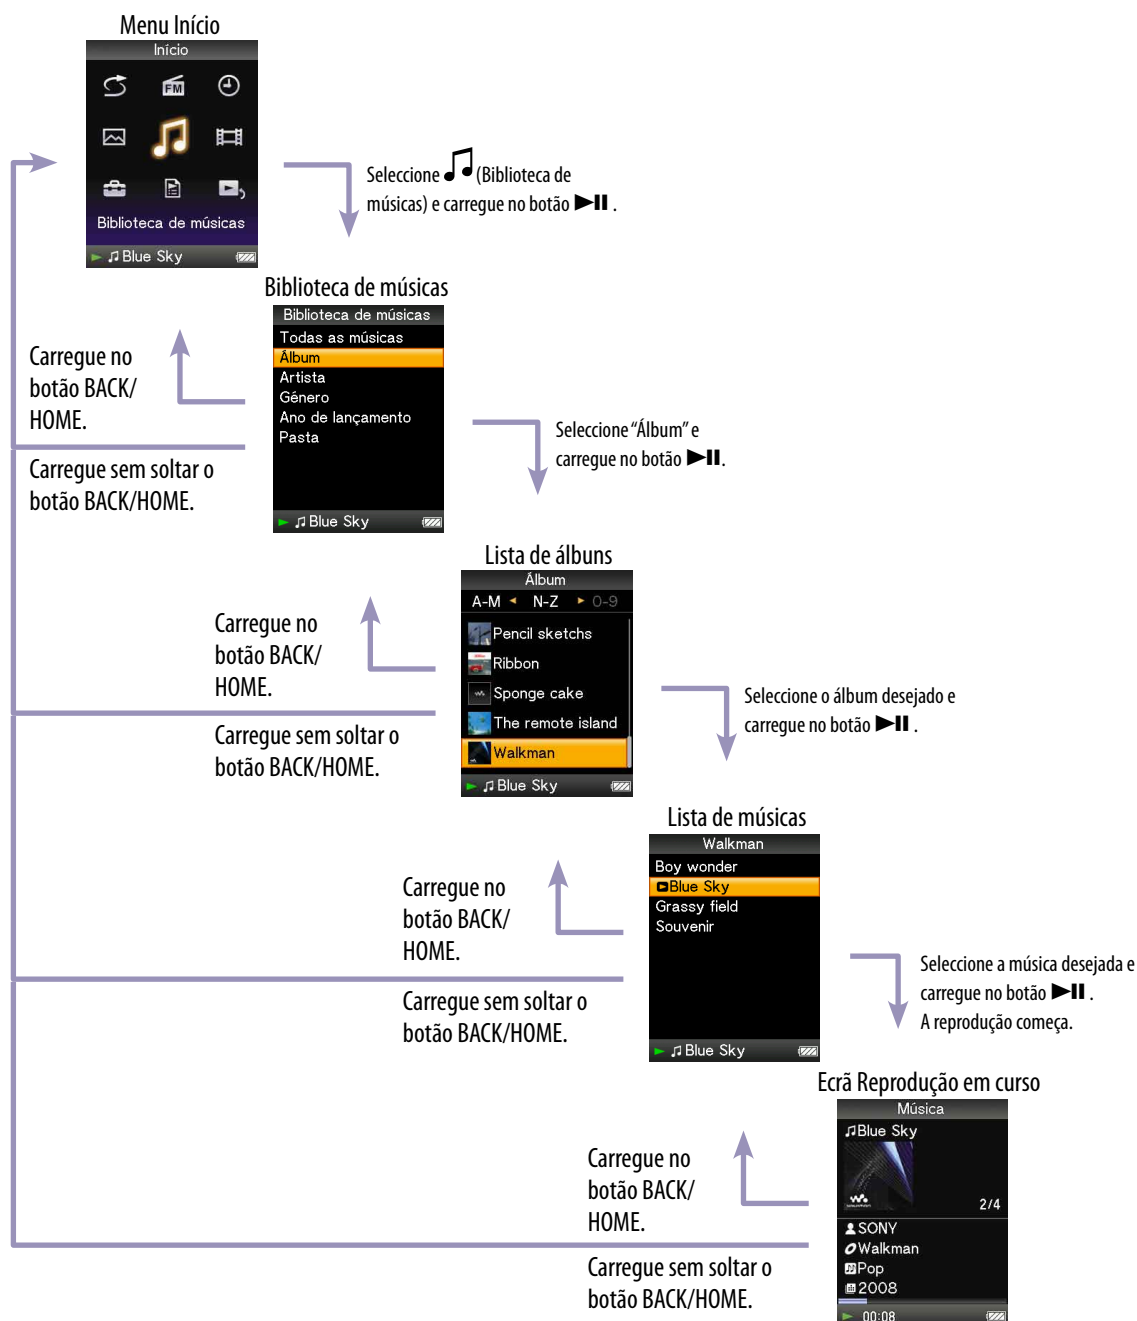 Menu Início
Início
FM
Biblioteca de músicas
Blue Sky
Seleccione (Biblioteca de
músicas) e carregue no botão .
Biblioteca de músicas
Biblioteca de músicas
Todas as músicas
Álbum
Artista
Género
Ano de lançamento
Pasta
Blue Sky
Carregue no
botão BACK/
HOME.
Carregue sem soltar o
botão BACK/HOME.
Seleccione “Álbum” e
carregue no botão .
Lista de álbuns
Álbum
A-M N-Z 0-9
Pencil sketchs
Ribbon
Sponge cake
The remote island
Walkman
Blue Sky
Carregue no
botão BACK/
HOME.
Carregue sem soltar o
botão BACK/HOME.
Seleccione o álbum desejado e
carregue no botão .
Lista de músicas
Walkman
Boy wonder
Blue Sky
Grassy field
Souvenir
Blue Sky
Carregue no
botão BACK/
HOME.
Carregue sem soltar o
botão BACK/HOME.
Seleccione a música desejada e
carregue no botão .
A reprodução começa.
Ecrã Reprodução em curso
Música
Blue Sky
2/4
SONY
Walkman
Pop
2008
00:08
Carregue no
botão BACK/
HOME.
Carregue sem soltar o
botão BACK/HOME.